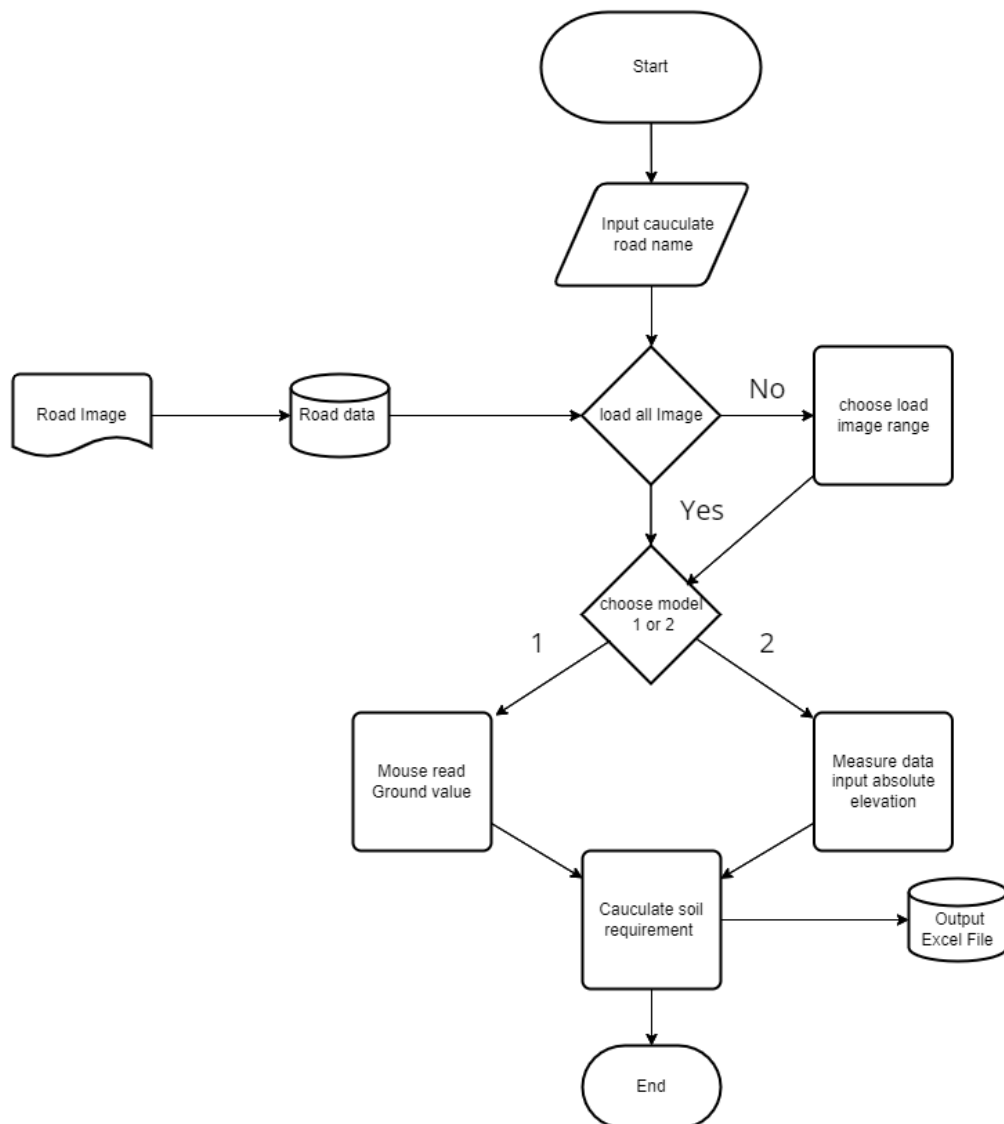 Start
Input cauculate
road name
Road Image
Road data
load all Image
No
choose load
image range
Yes
choose model
1 or 2
1
2
Mouse read
Ground value
Measure data
input absolute
elevation
Cauculate soil
requirement
Output
Excel File
End